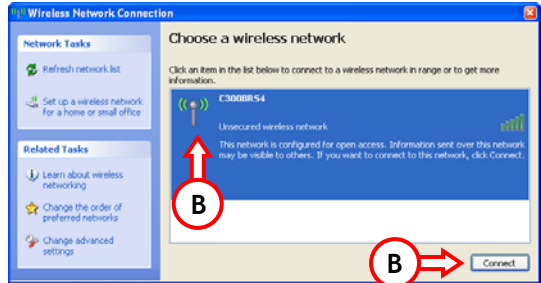 Wireless Network Connection
Network Tasks
Refresh network list
Set up a wireless network
for a home or small office
Related Tasks
Learn about wireless
networking
Change the order of
preferred networks
Change advanced
settings
Choose a wireless network
Click an item in the list below to connect to a wireless network in range or to get more
information.
C300BRS4
Unsecured wireless network
This network is configured for open access. Information sent over this network
may be visible to others. If you want to connect to this network, click Connect.
B
B
Connect